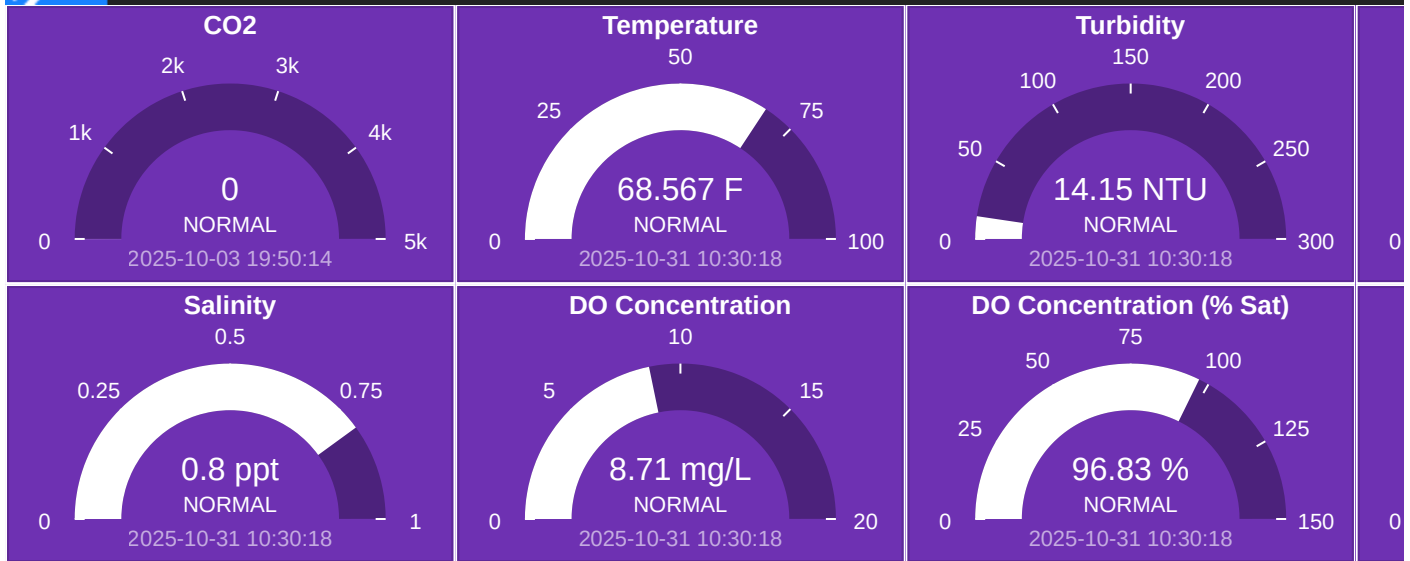 CO2
0
1k
2k
3k
4k
5k
0
NORMAL
2025-10-03 19:50:14
Temperature
0
25
50
75
100
68.567 F
NORMAL
2025-10-31 10:30:18
Turbidity
0
50
100
150
200
250
300
14.15 NTU
NORMAL
2025-10-31 10:30:18
0
Salinity
0
0.25
0.5
0.75
1
0.8 ppt
NORMAL
2025-10-31 10:30:18
DO Concentration
0
5
10
15
20
8.71 mg/L
NORMAL
2025-10-31 10:30:18
DO Concentration (% Sat)
0
25
50
75
100
125
150
96.83 %
NORMAL
2025-10-31 10:30:18
0